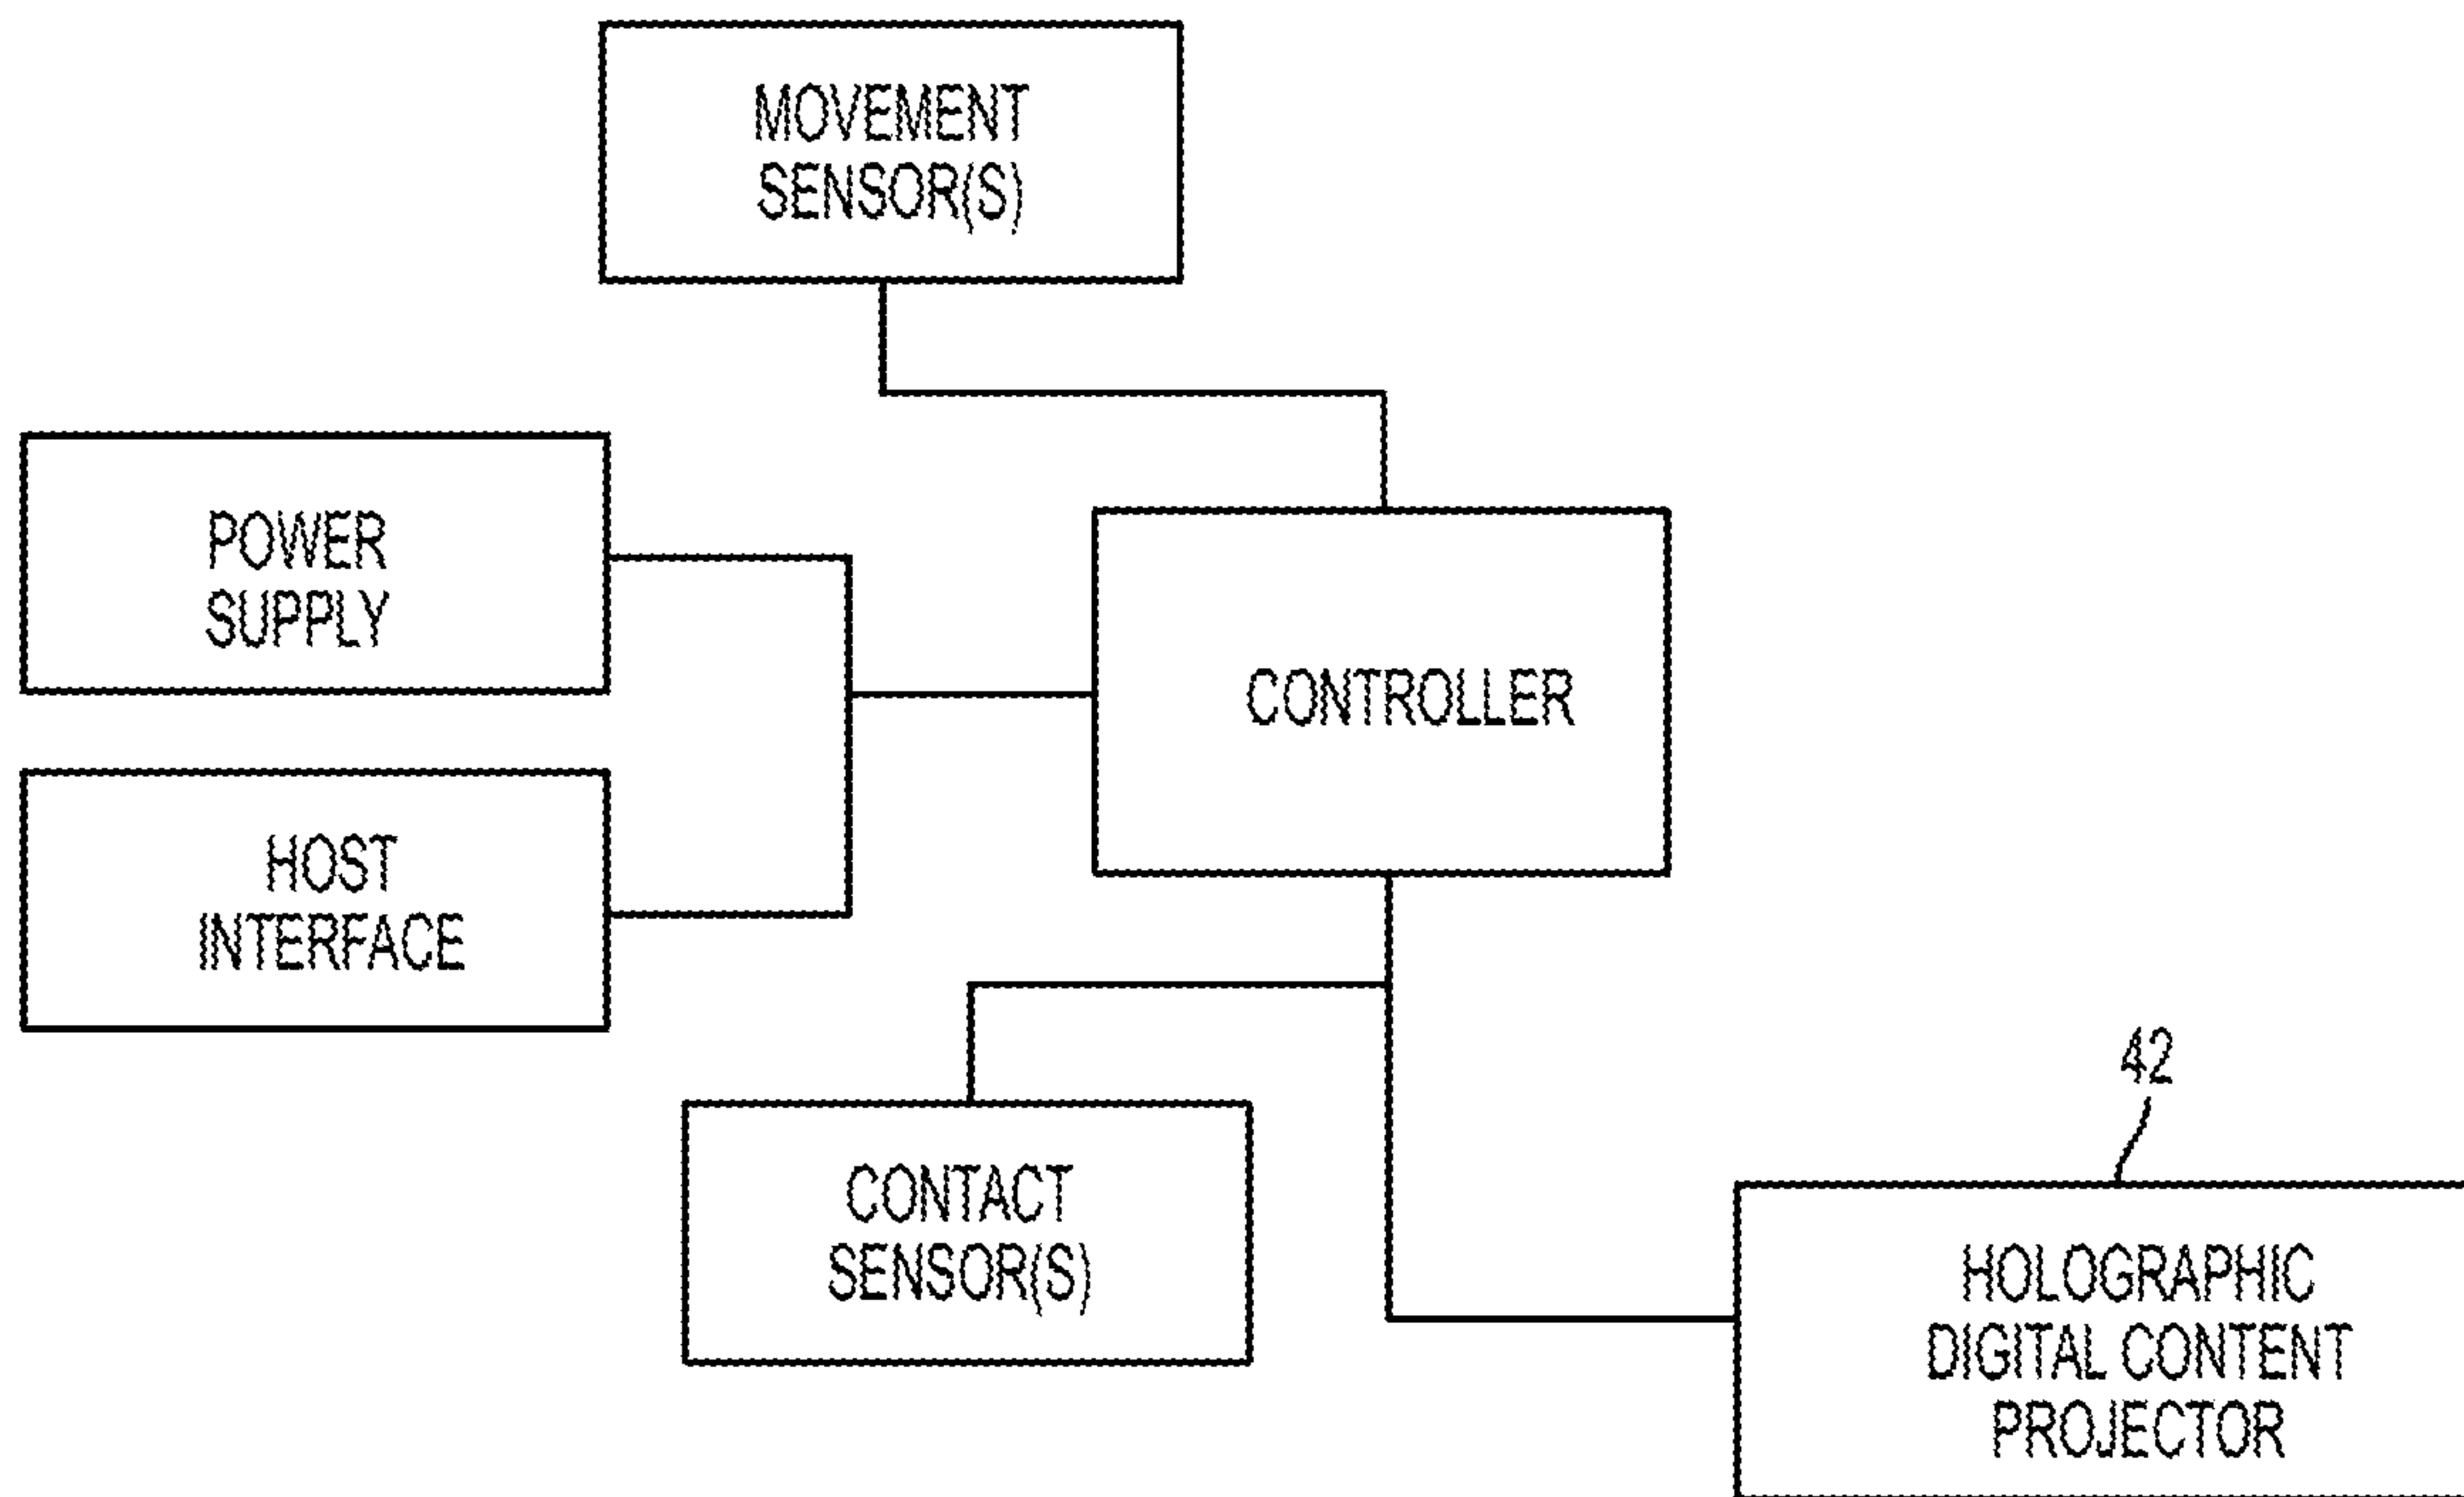 MOVEMENT
SENSOR(S)
POWER
SUPPLY
CONTROLLER
HOST
INTERFACE
42
CONTACT
SENSOR(S)
HOLOGRAPHIC
DIGITAL CONTENT
PROJECTOR